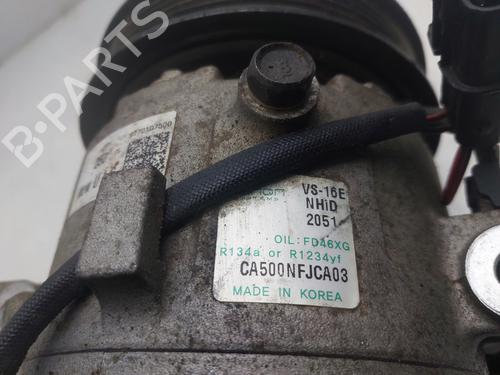 B-PARTS
VS-16E
NHiD
2051
OIL:FD46XG
R134a or R1234yf
CA500NFJCA03
MADE IN KOREA